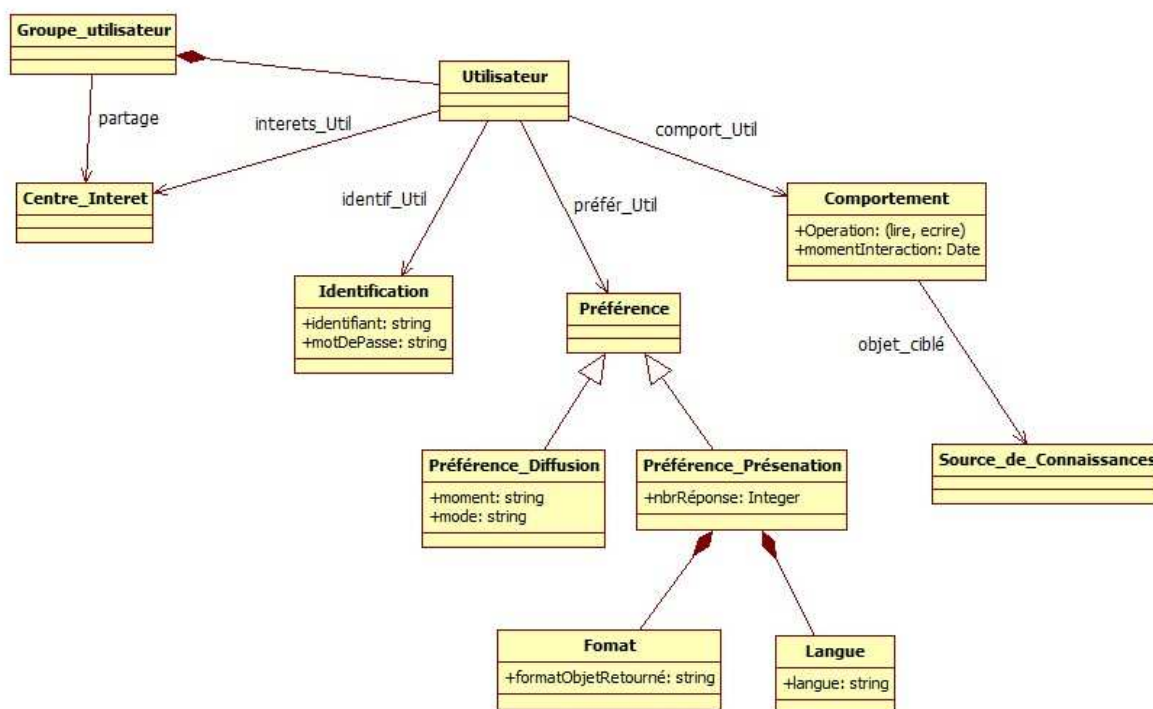 Groupe_utilisateur
Utilisateur
partage
interets_Util
comport_Util
Centre_Interet
identif_Util
préfér_Util
Comportement
+Operation: (lire, ecrire)
+momentInteraction: Date
Identification
+identifiant: string
+motDePasse: string
Préférence
objet_ciblé
Préférence_Diffusion
+moment: string
+mode: string
Préférence_Présenation
+nbrRéponse: Integer
Source_de_Connaissances
Fomat
+formatObjetRetourné: string
Langue
+langue: string